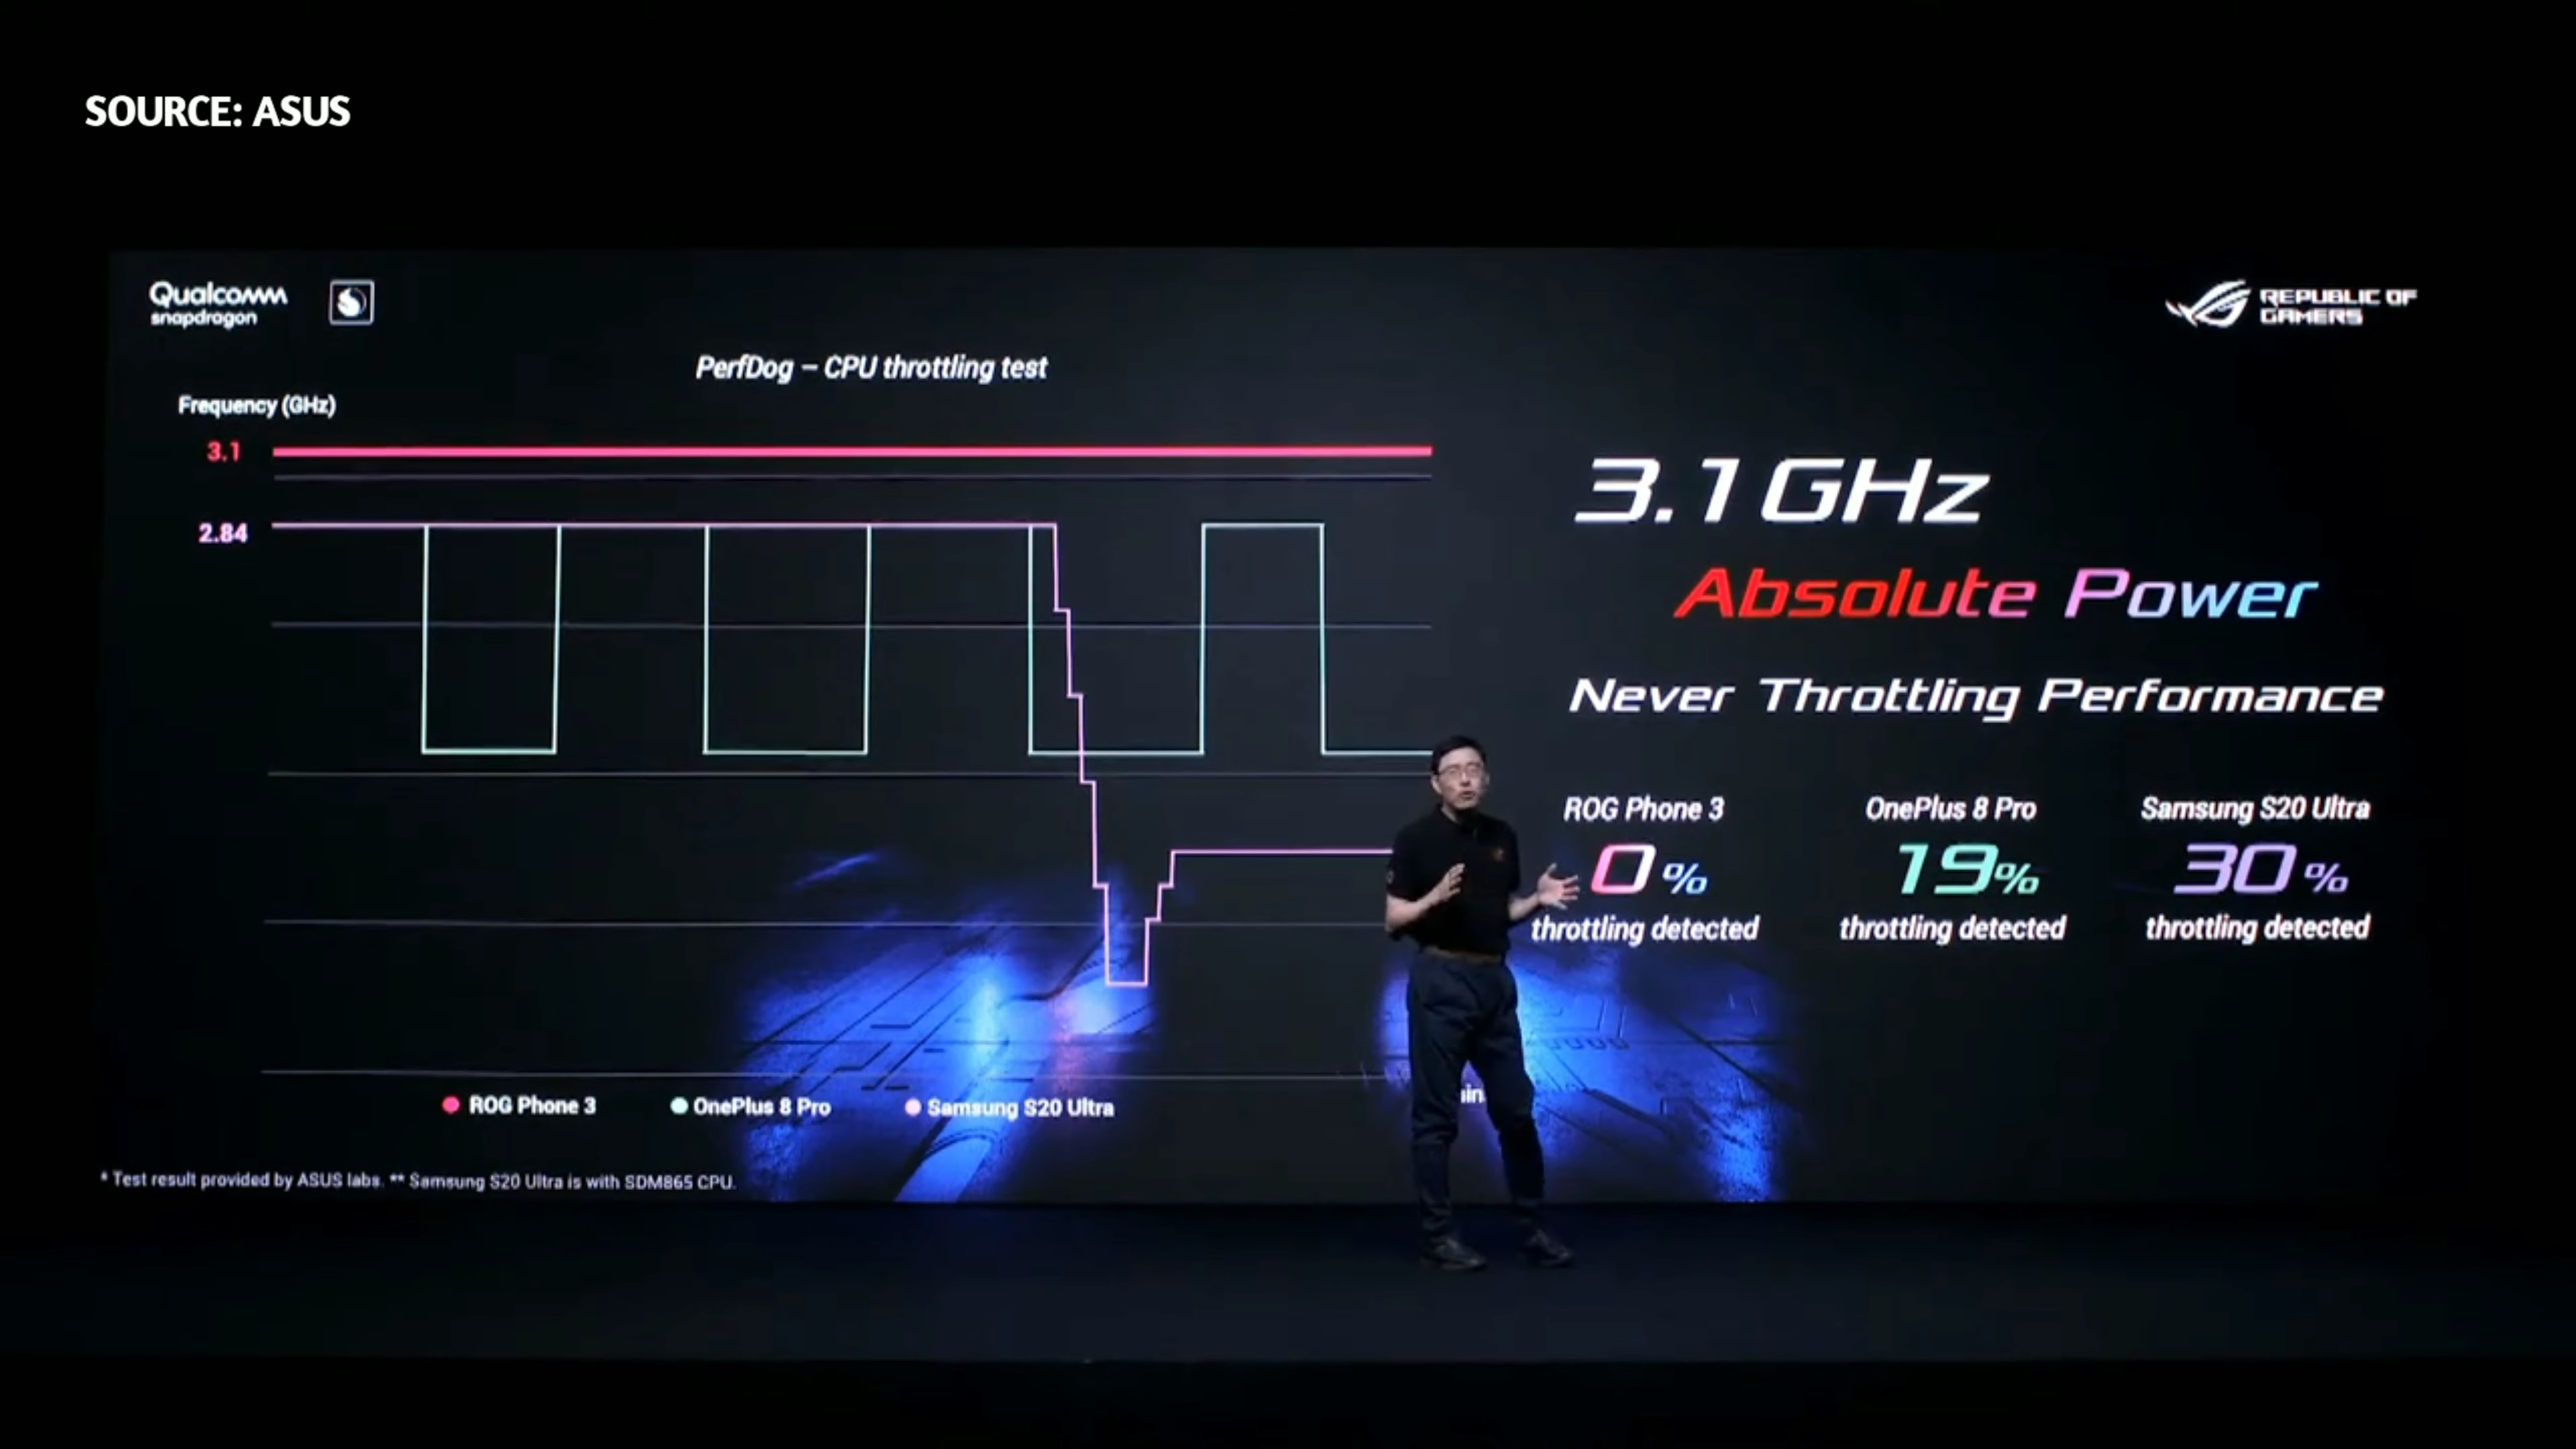 SOURCE: ASUS
Qualcomm
snapdragon
REPUBLIC OF
GAMERS
PerfDog – CPU throttling test
Frequency (GHz)
3.1
2.84
3.1 GHz
Absolute Power
Never Throttling Performance
ROG Phone 3
0%
throttling detected
OnePlus 8 Pro
19%
throttling detected
Samsung S20 Ultra
30%
throttling detected
ROG Phone 3
OnePlus 8 Pro
Samsung S20 Ultra
* Test result provided by ASUS labs. ** Samsung S20 Ultra is with SDM865 CPU.